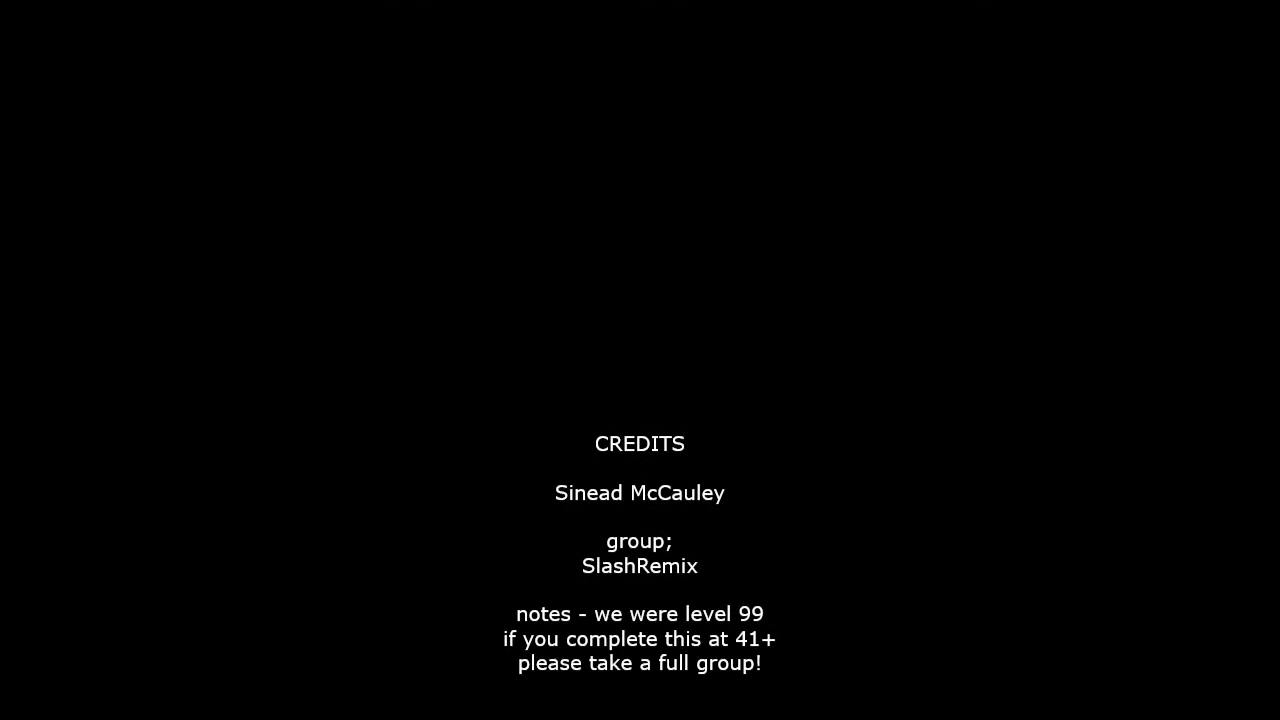 CREDITS
Sinead McCauley
group;
SlashRemix
notes - we were level 99
if you complete this at 41+
please take a full group!